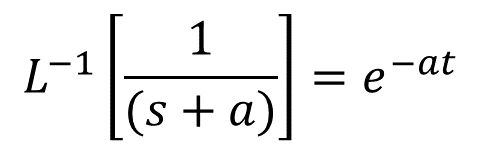 L⁻¹ [ 1 / (s + a) ] = e⁻ᵃᵗ